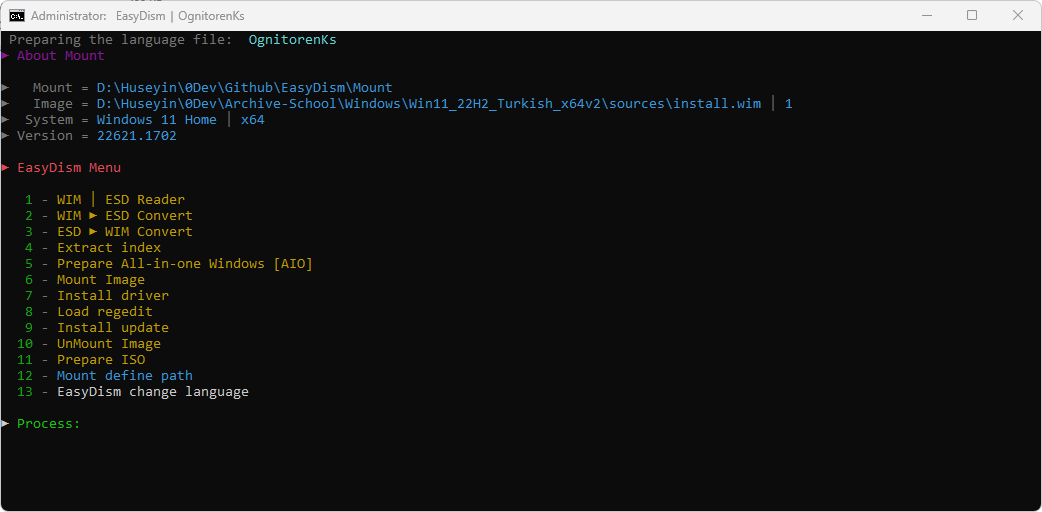 Administrator: EasyDism | OgnitorenKs
Preparing the language file: OgnitorenKs
► About Mount
► Mount = D:\Huseyin\0Dev\Github\EasyDism\Mount
► Image = D:\Huseyin\0Dev\Archive-School\Windows\Win11_22H2_Turkish_x64v2\sources\install.wim │ 1
► System = Windows 11 Home │ x64
► Version = 22621.1702
► EasyDism Menu
1 - WIM │ ESD Reader
2 - WIM ► ESD Convert
3 - ESD ► WIM Convert
4 - Extract index
5 - Prepare All-in-one Windows [AIO]
6 - Mount Image
7 - Install driver
8 - Load regedit
9 - Install update
10 - UnMount Image
11 - Prepare ISO
12 - Mount define path
13 - EasyDism change language
► Process: